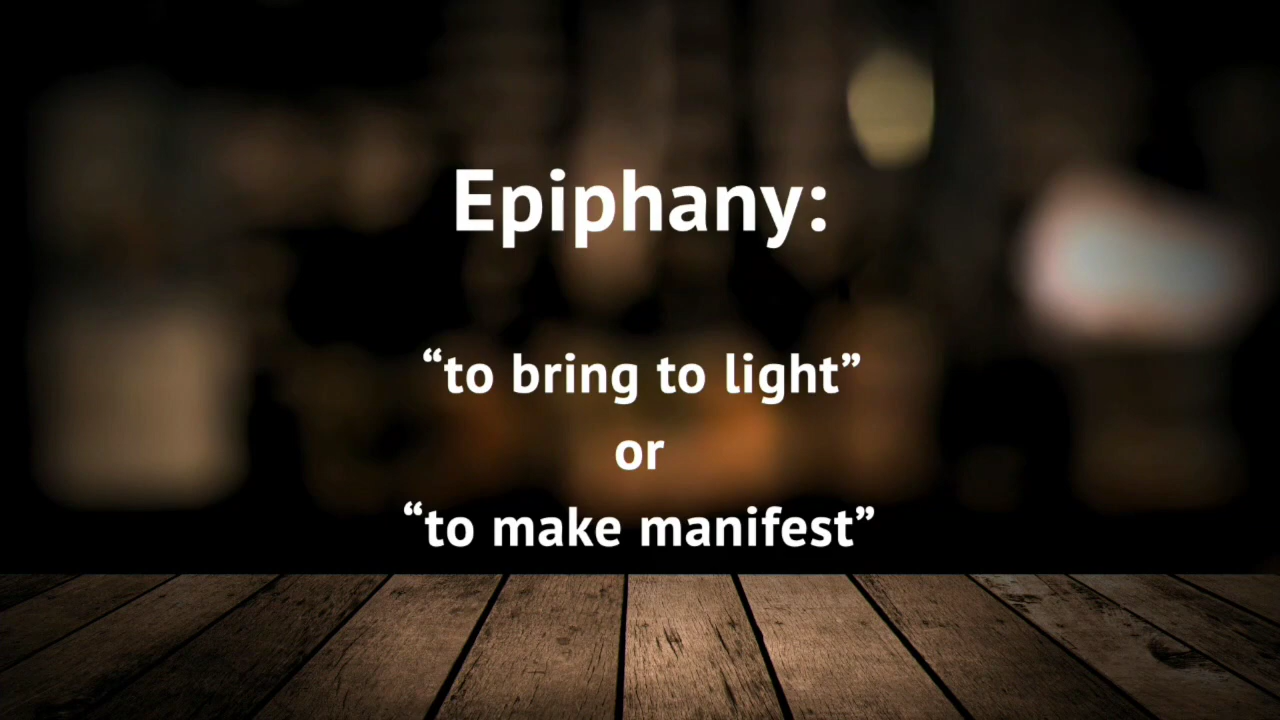 Epiphany:
“to bring to light”
or
“to make manifest”